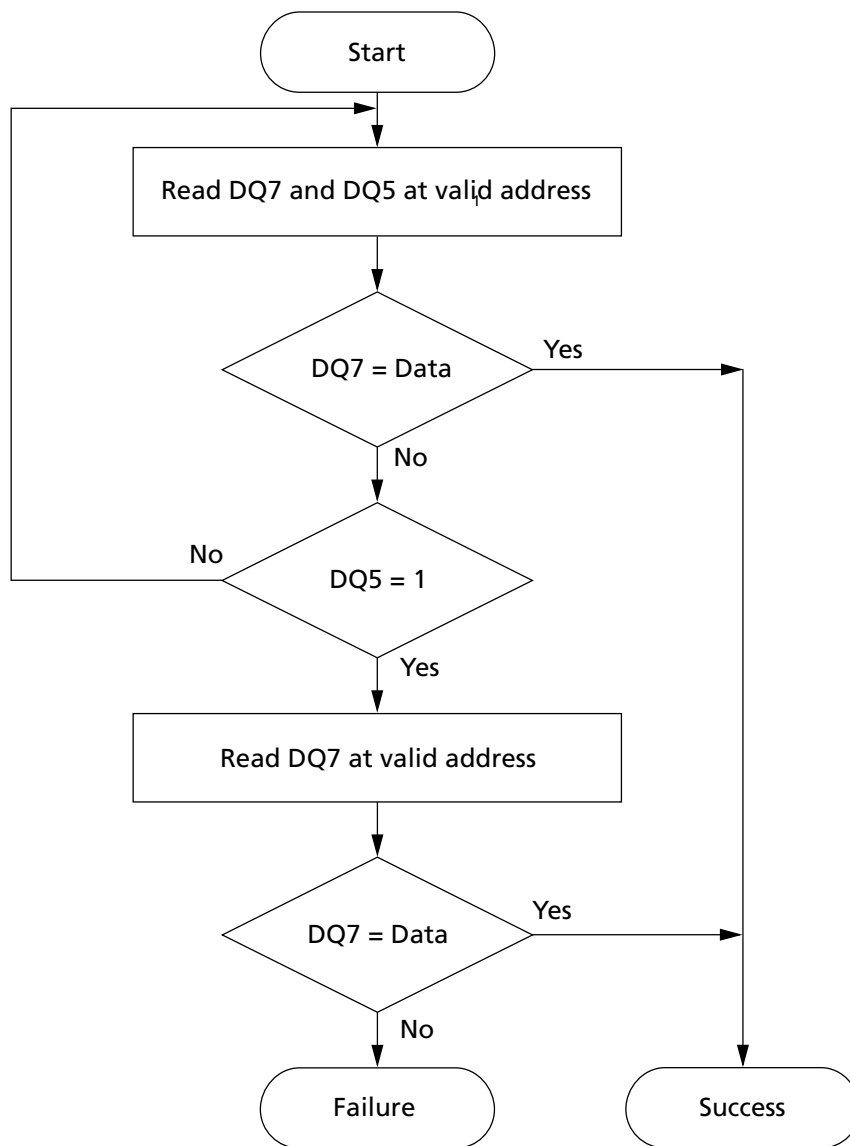 Start
Read DQ7 and DQ5 at valid address
1
DQ7 = Data
Yes
No
DQ5 = 1
No
Yes
Read DQ7 at valid address
DQ7 = Data
Yes
No
Failure
Success